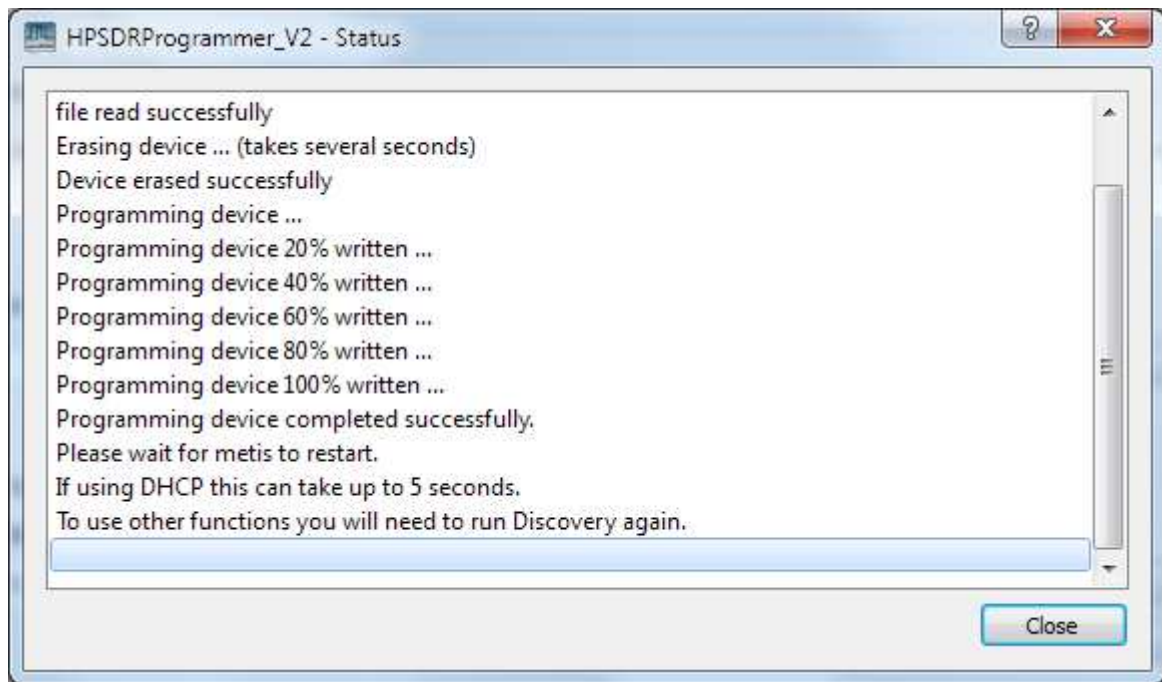 HPSDRProgrammer_V2 - Status
file read successfully
Erasing device ... (takes several seconds)
Device erased successfully
Programming device ...
Programming device 20% written ...
Programming device 40% written ...
Programming device 60% written ...
Programming device 80% written ...
Programming device 100% written ...
Programming device completed successfully.
Please wait for metis to restart.
If using DHCP this can take up to 5 seconds.
To use other functions you will need to run Discovery again.
Close